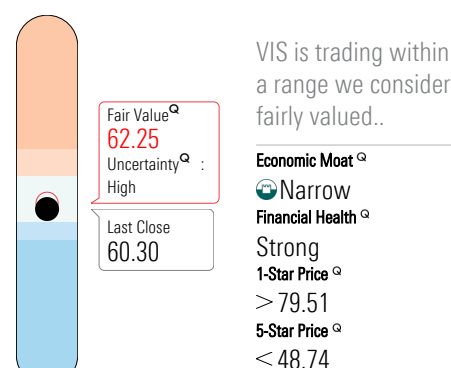 VIS is trading within
a range we consider
fairly valued..
Fair Value Q
62.25
Uncertainty Q :
High
Last Close
60.30
Economic Moat Q
Narrow
Financial Health Q
Strong
1-Star Price Q
> 79.51
5-Star Price Q
< 48.74